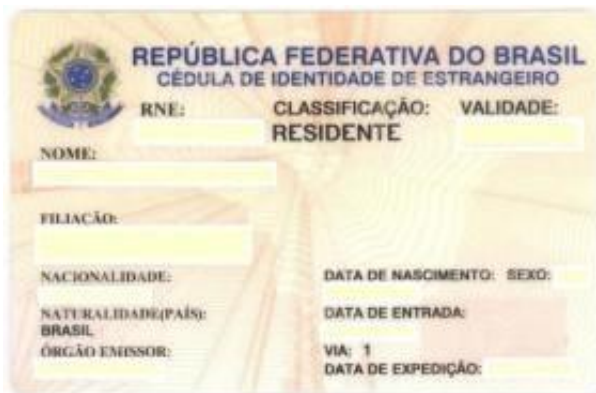 REPÚBLICA FEDERATIVA DO BRASIL
CÉDULA DE IDENTIDADE DE ESTRANGEIRO
RNE: CLASSIFICAÇÃO: VALIDADE:
RESIDENTE
NOME:
FILIAÇÃO:
NACIONALIDADE: DATA DE NASCIMENTO: SEXO:
NATURALIDADE(PAÍS): DATA DE ENTRADA:
BRASIL
ÓRGÃO EMISSOR: VIA: 1
DATA DE EXPEDIÇÃO: